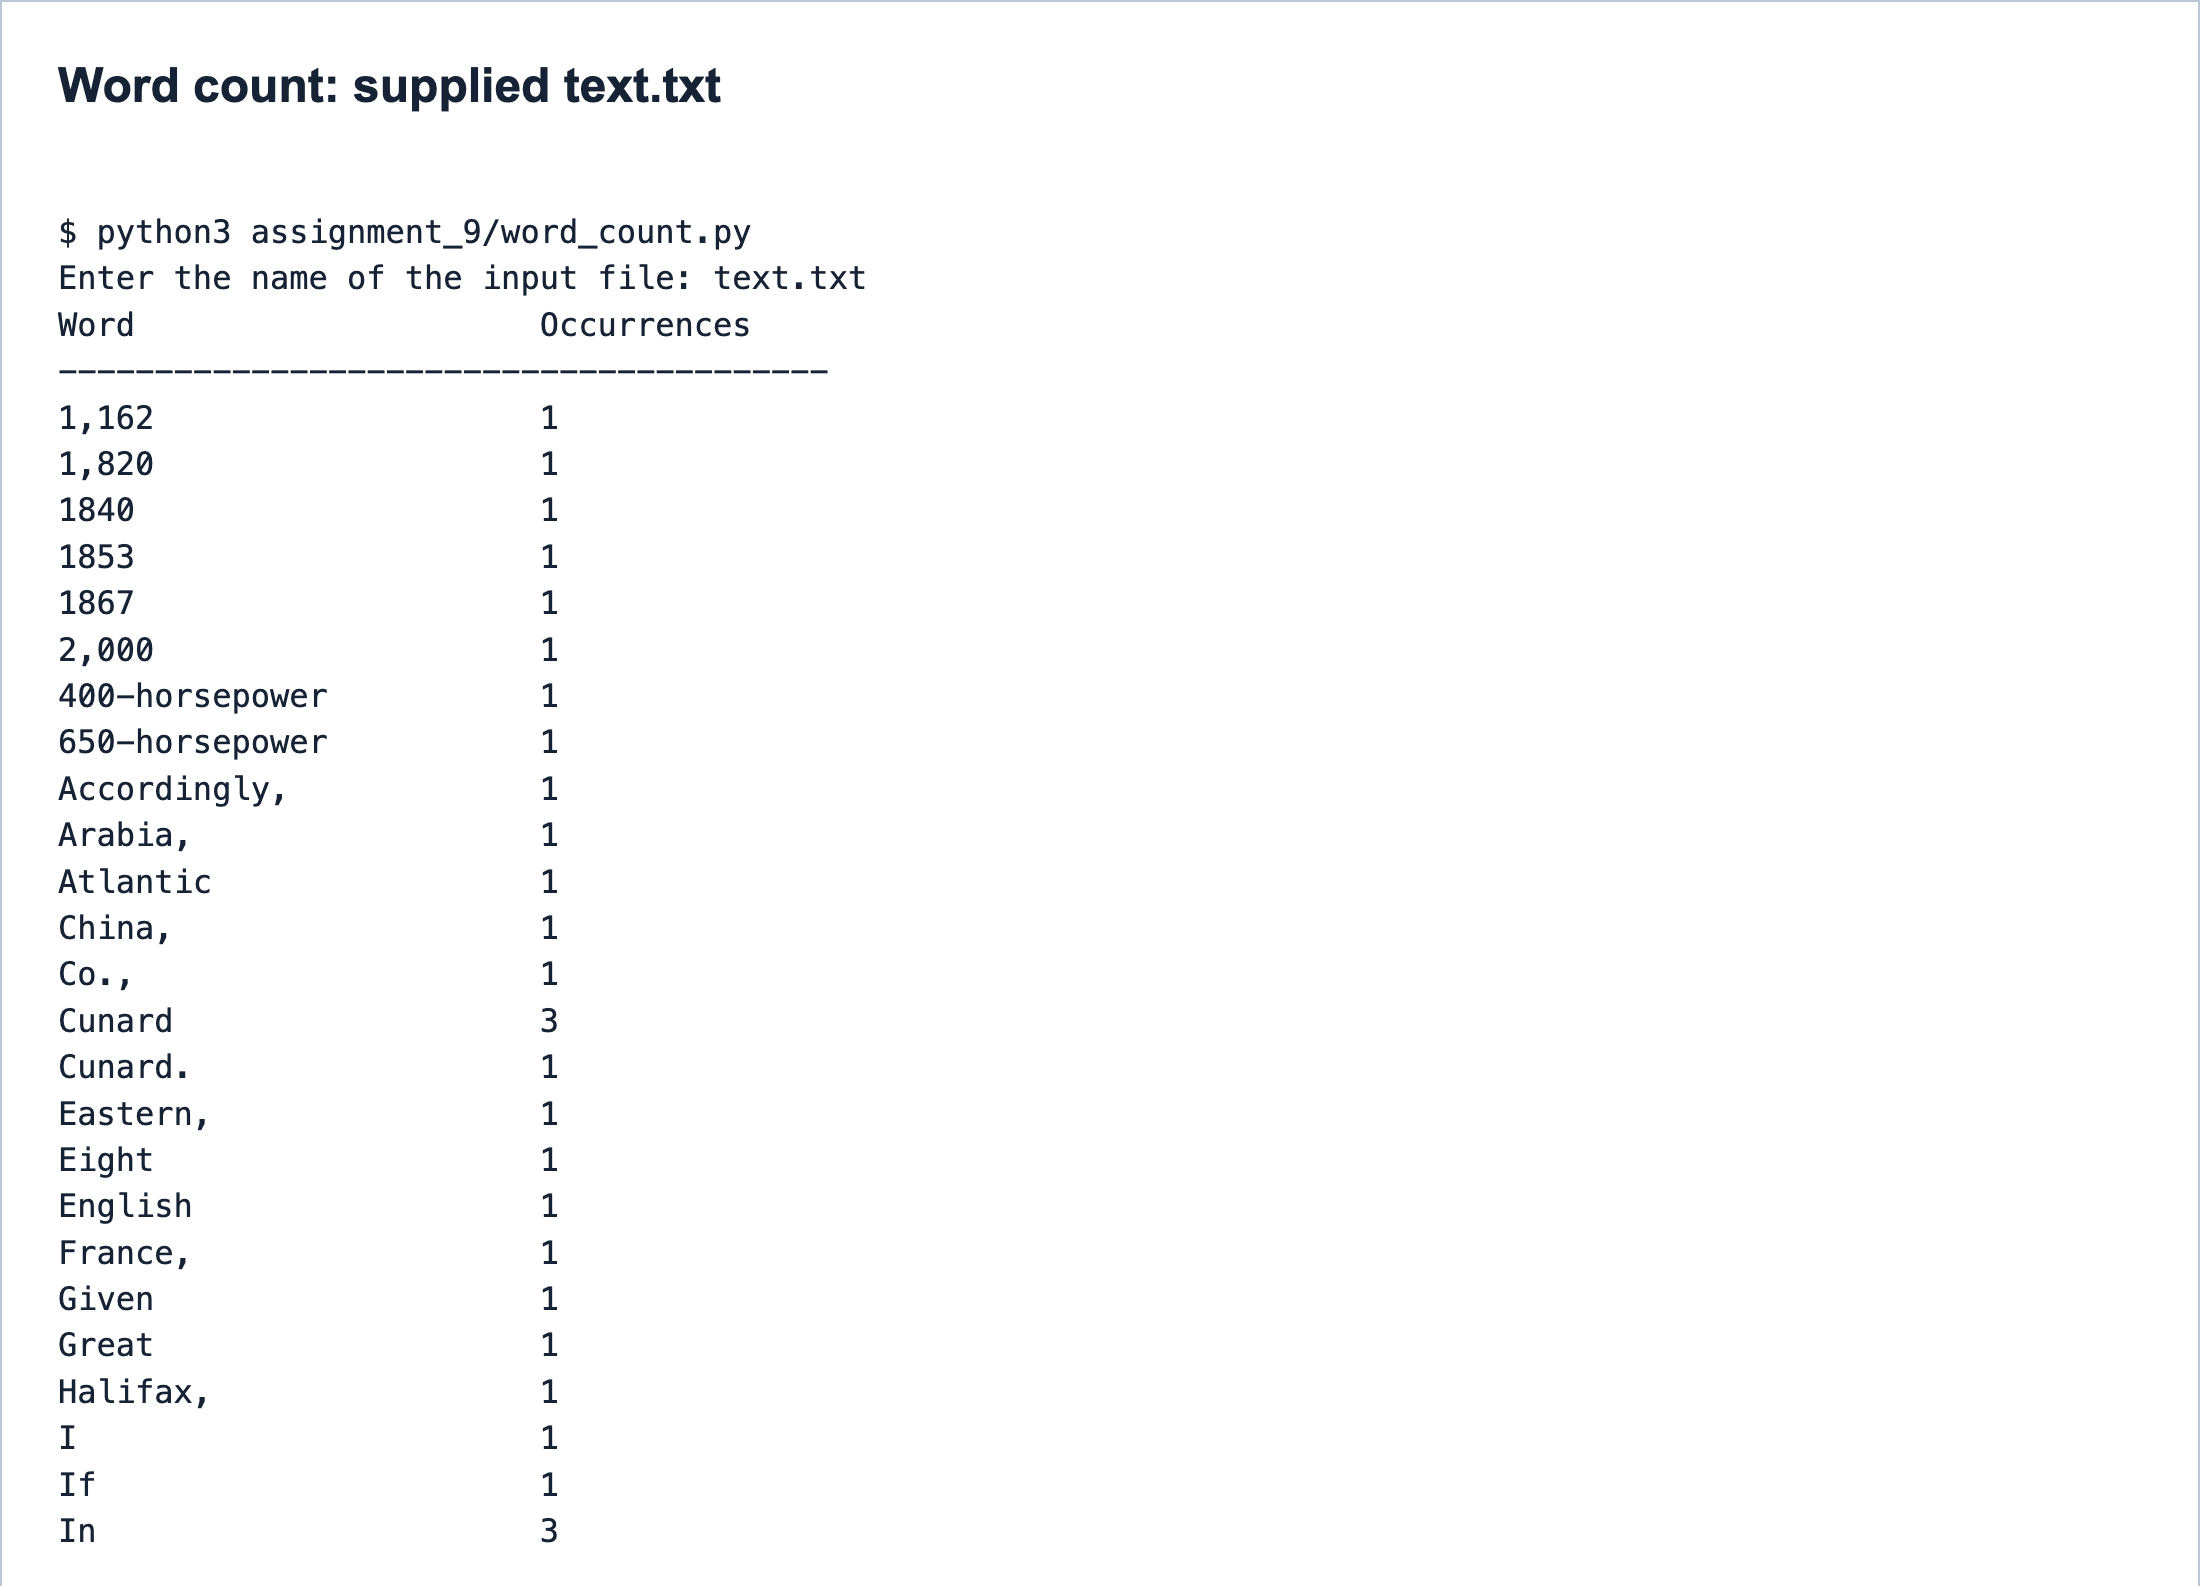 Word count: supplied text.txt
$ python3 assignment_9/word_count.py
Enter the name of the input file: text.txt
Word                     Occurrences
----------------------------------------
1,162                    1
1,820                    1
1840                     1
1853                     1
1867                     1
2,000                    1
400-horsepower           1
650-horsepower           1
Accordingly,             1
Arabia,                  1
Atlantic                 1
China,                   1
Co.,                     1
Cunard                   3
Cunard.                  1
Eastern,                 1
Eight                    1
English                  1
France,                  1
Given                    1
Great                    1
Halifax,                 1
I                        1
If                       1
In                       3